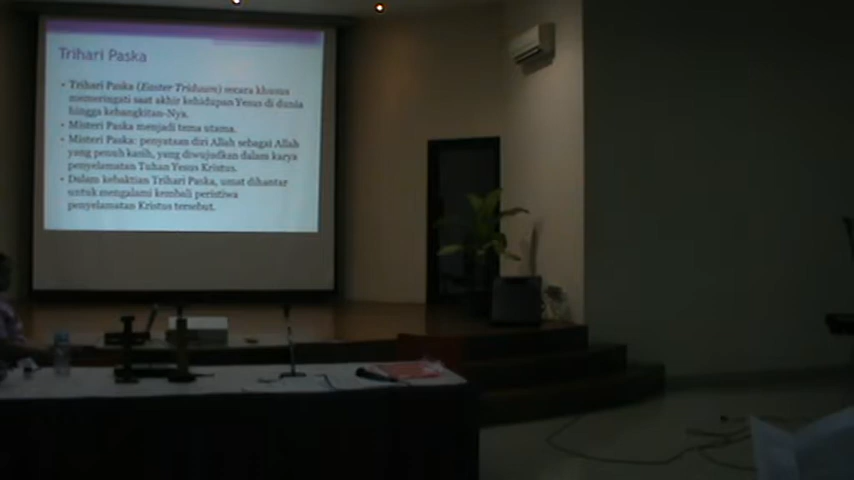 Trihari Paska
• Trihari Paska (Easter Triduum) secara khusus
memeringati saat akhir kehidupan Yesus di dunia
hingga kebangkitan-Nya.
• Misteri Paska menjadi tema utama.
• Misteri Paska: penyataan diri Allah sebagai Allah
yang penuh kasih, yang diwujudkan dalam karya
penyelamatan Tuhan Yesus Kristus.
• Dalam kebaktian Trihari Paska, umat dihantar
untuk mengalami kembali peristiwa
penyelamatan Kristus tersebut.